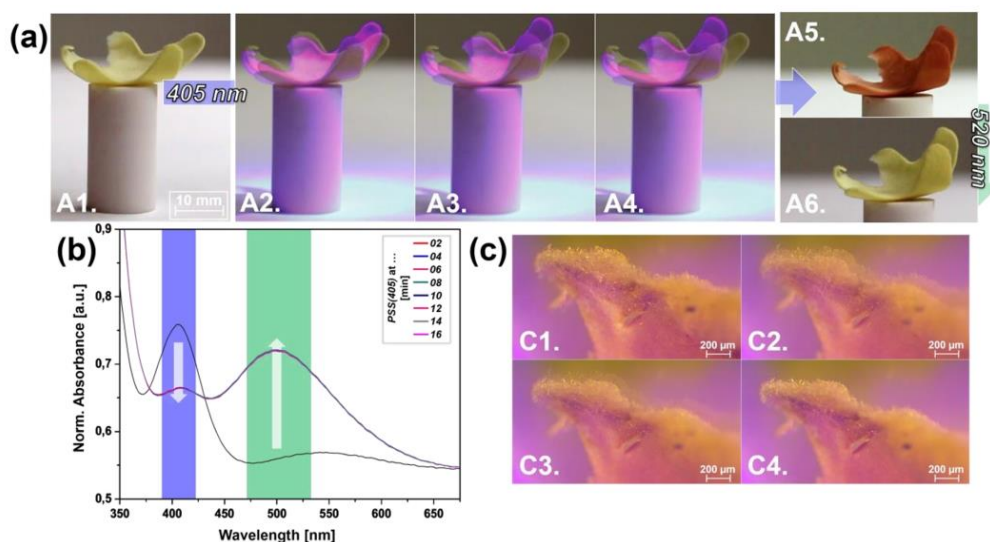 (a)
405 nm
A1.
10 mm
A2.
A3.
A4.
A5.
A6.
520 nm
(b)
Norm. Absorbance [a.u.]
0,9
0,8
0,7
0,6
0,5
350 400 450 500 550 600 650
Wavelength [nm]
PSS(405) at ...
[min]
02
04
06
08
10
12
14
16
(c)
C1.
200 µm
C2.
200 µm
C3.
200 µm
C4.
200 µm